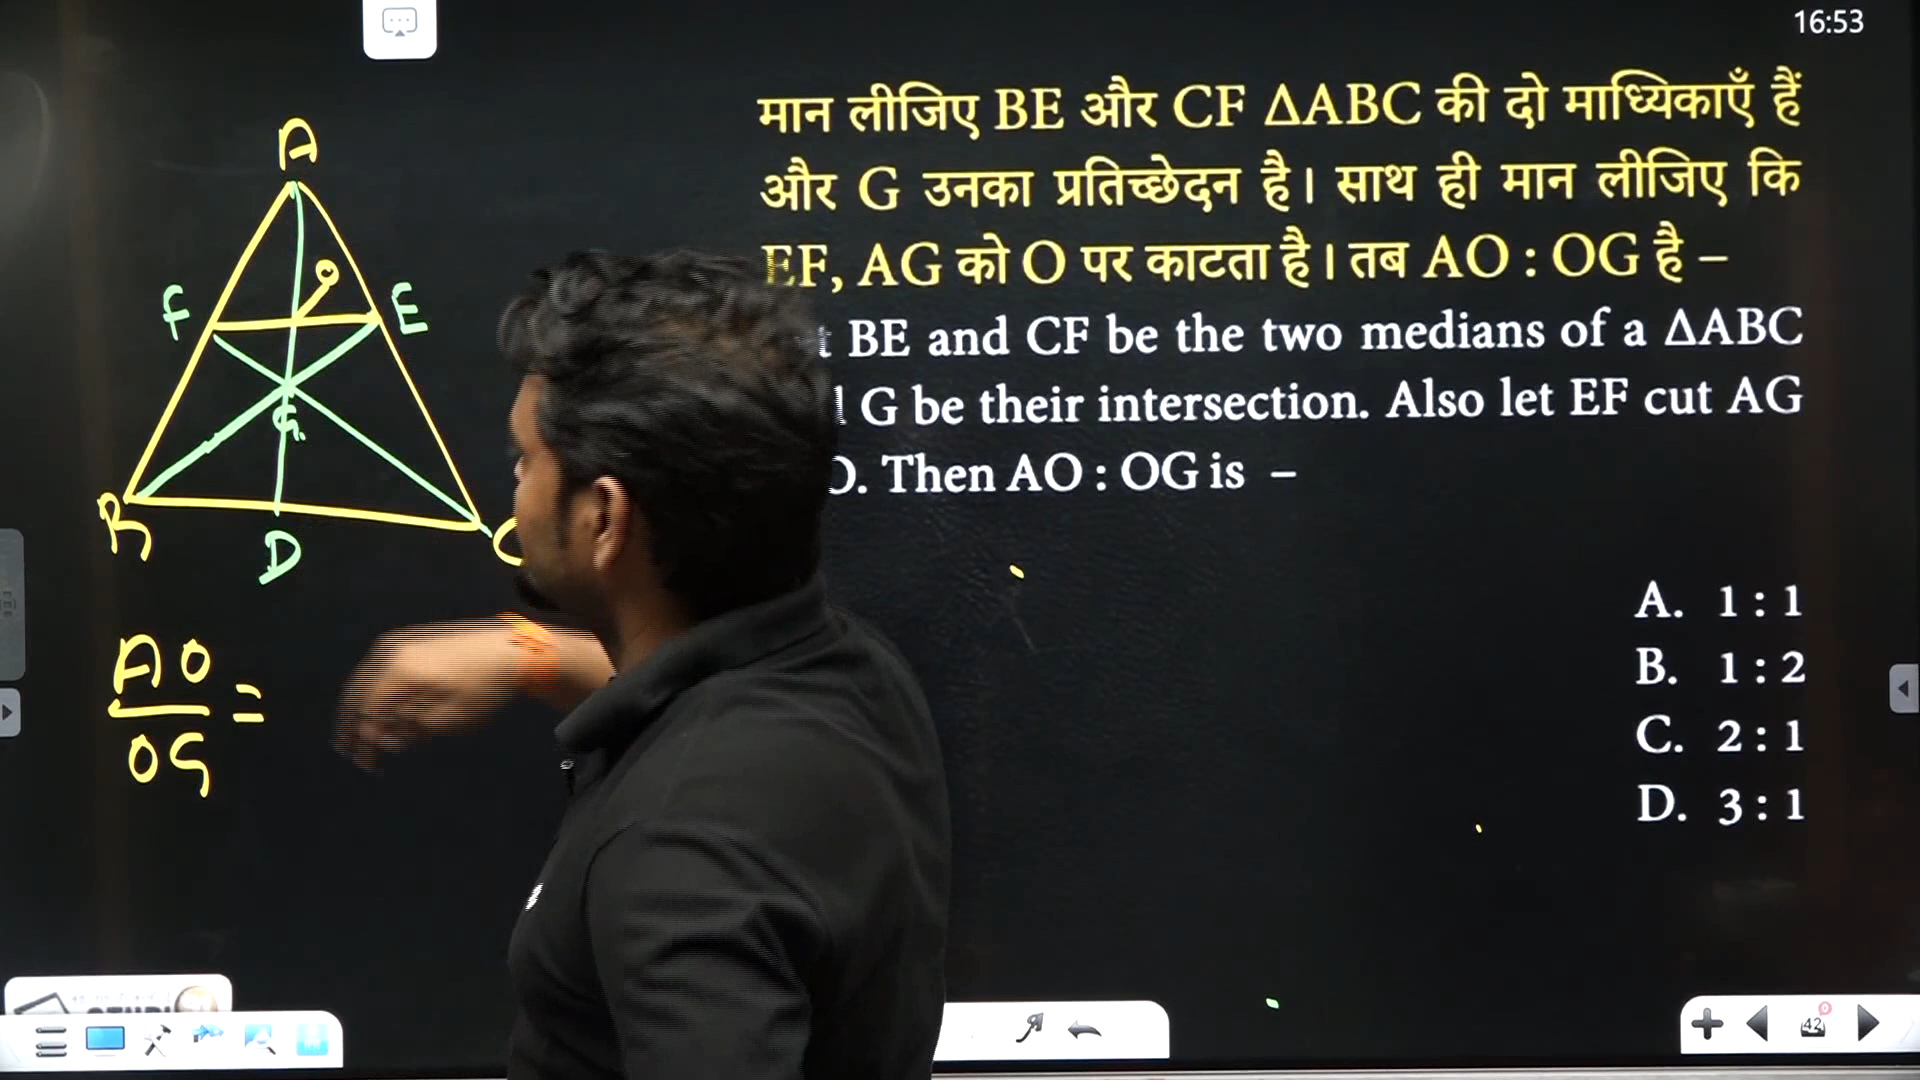 16:53
मान लीजिए BE और CF ΔABC की दो माध्यिकाएँ हैं
और G उनका प्रतिच्छेदन है। साथ ही मान लीजिए कि
EF, AG को O पर काटता है। तब AO : OG है –
BE and CF be the two medians of a ΔABC
G be their intersection. Also let EF cut AG
O. Then AO : OG is –
A. 1 : 1
B. 1 : 2
C. 2 : 1
D. 3 : 1
A
O
F E
G
B C
D
AO
=
OG
42